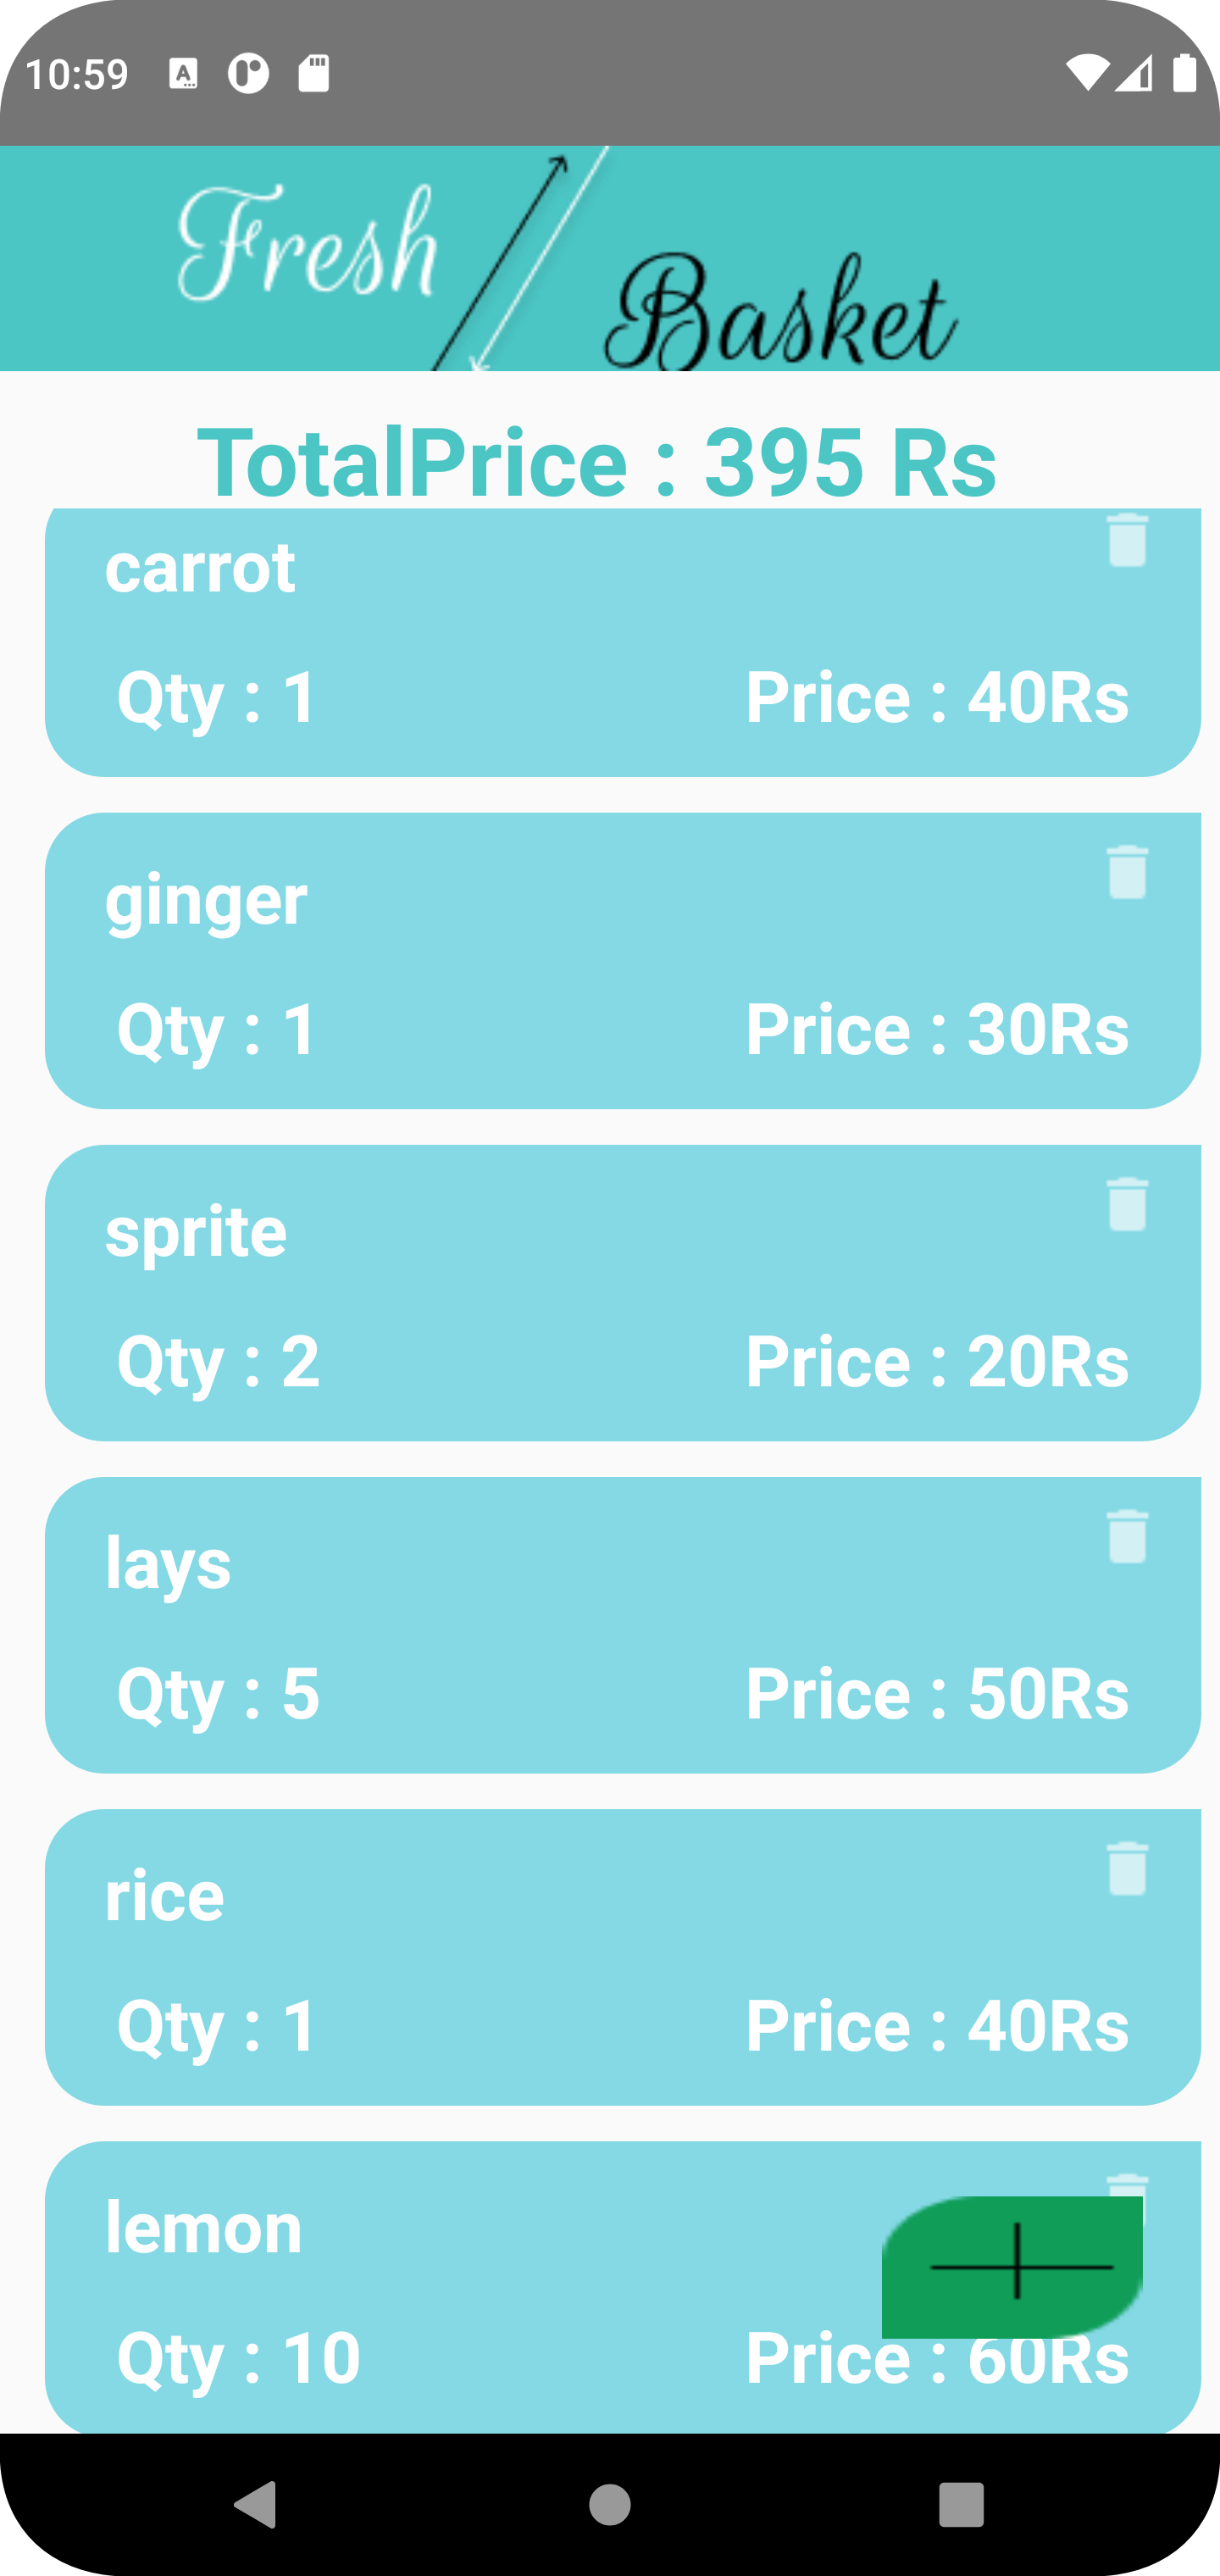 10:59
Fresh
Basket
TotalPrice : 395 Rs
carrot
Qty : 1 Price : 40Rs
ginger
Qty : 1 Price : 30Rs
sprite
Qty : 2 Price : 20Rs
lays
Qty : 5 Price : 50Rs
rice
Qty : 1 Price : 40Rs
lemon
Qty : 10 Price : 60Rs